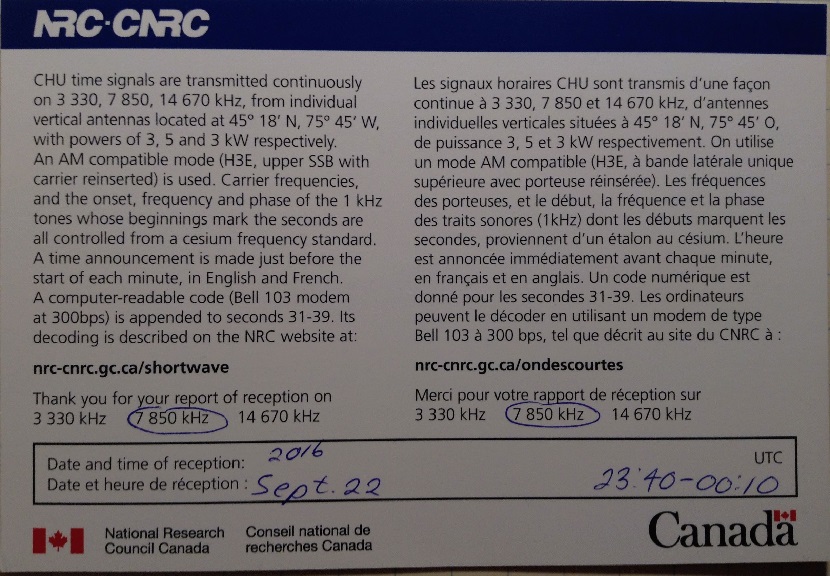 NRC·CNRC
CHU time signals are transmitted continuously
on 3 330, 7 850, 14 670 kHz, from individual
vertical antennas located at 45° 18' N, 75° 45' W,
with powers of 3, 5 and 3 kW respectively.
An AM compatible mode (H3E, upper SSB with
carrier reinserted) is used. Carrier frequencies,
and the onset, frequency and phase of the 1 kHz
tones whose beginnings mark the seconds are
all controlled from a cesium frequency standard.
A time announcement is made just before the
start of each minute, in English and French.
A computer-readable code (Bell 103 modem
at 300bps) is appended to seconds 31-39. Its
decoding is described on the NRC website at:
nrc-cnrc.gc.ca/shortwave
Thank you for your report of reception on
3 330 kHz 7 850 kHz 14 670 kHz
Les signaux horaires CHU sont transmis d'une façon
continue à 3 330, 7 850 et 14 670 kHz, d'antennes
individuelles verticales situées à 45° 18' N, 75° 45' O,
de puissance 3, 5 et 3 kW respectivement. On utilise
un mode AM compatible (H3E, à bande latérale unique
supérieure avec porteuse réinsérée). Les fréquences
des porteuses, et le début, la fréquence et la phase
des traits sonores (1kHz) dont les débuts marquent les
secondes, proviennent d'un étalon au césium. L'heure
est annoncée immédiatement avant chaque minute,
en français et en anglais. Un code numérique est
donné pour les secondes 31-39. Les ordinateurs
peuvent le décoder en utilisant un modem de type
Bell 103 à 300 bps, tel que décrit au site du CNRC à :
nrc-cnrc.gc.ca/ondescourtes
Merci pour votre rapport de réception sur
3 330 kHz 7 850 kHz 14 670 kHz
Date and time of reception: 2016 UTC
Date et heure de réception : Sept. 22 23:40-00:10
National Research Council Canada
Conseil national de recherches Canada
Canada